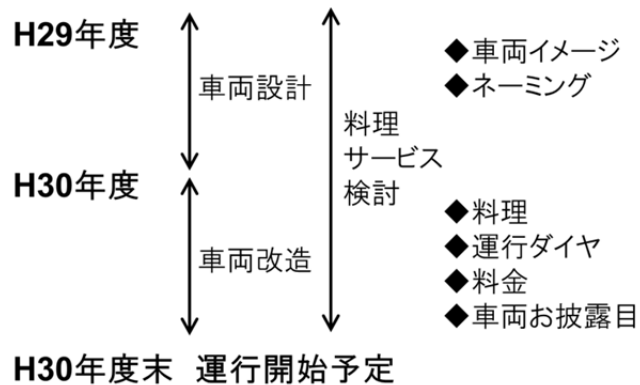 H29年度
車両設計
料理
サービス
検討
◆車両イメージ
◆ネーミング
H30年度
車両改造
◆料理
◆運行ダイヤ
◆料金
◆車両お披露目
H30年度末 運行開始予定